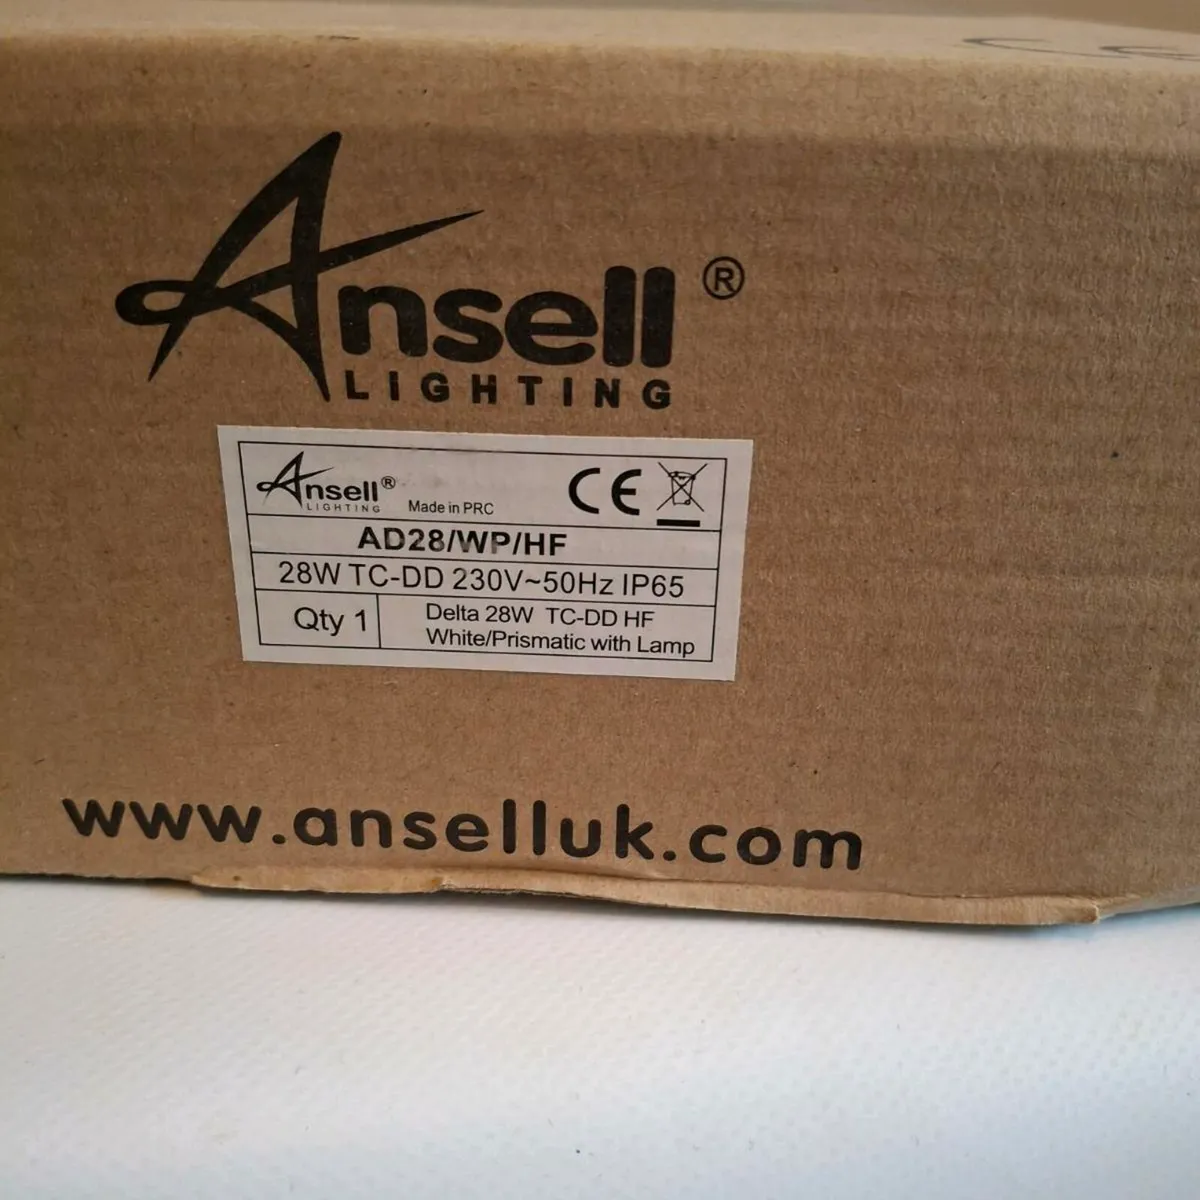 Ansell ®
LIGHTING
Ansell ®
LIGHTING
Made in PRC
CE
AD28/WP/HF
28W TC-DD 230V~50Hz IP65
Qty 1
Delta 28W TC-DD HF
White/Prismatic with Lamp
www.anselluk.com